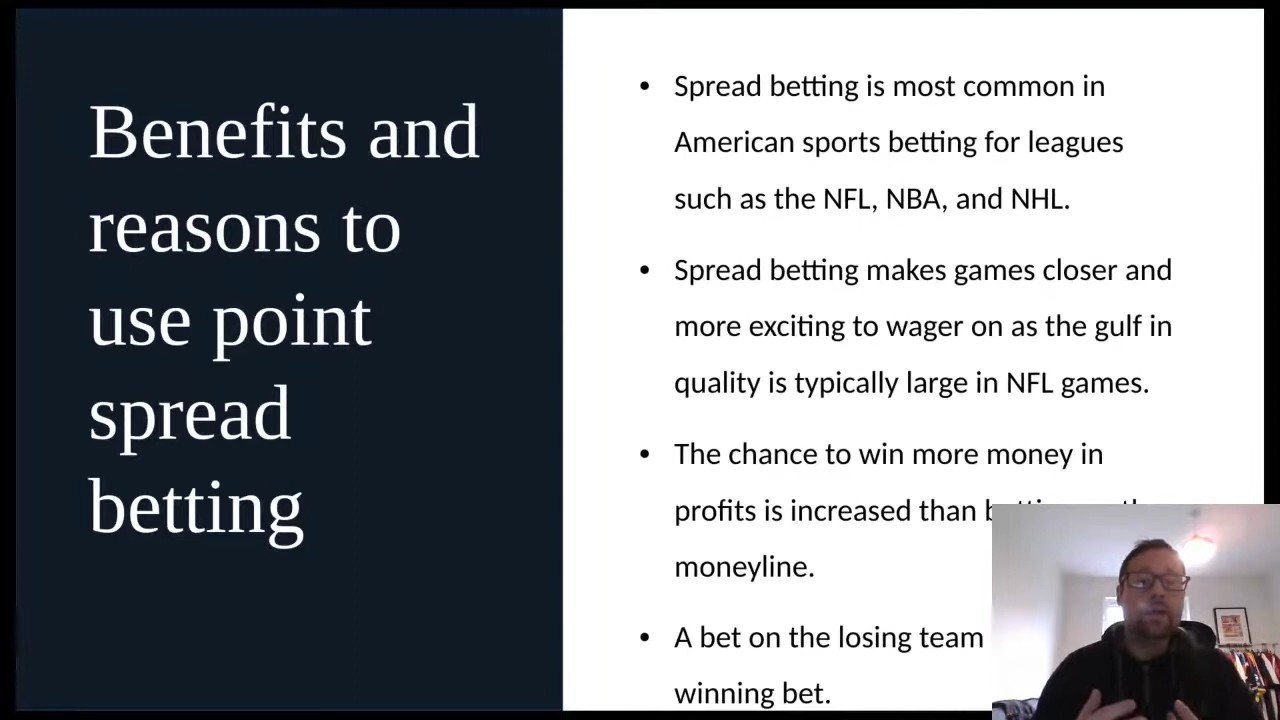 Benefits and
reasons to
use point
spread
betting
• Spread betting is most common in
American sports betting for leagues
such as the NFL, NBA, and NHL.
• Spread betting makes games closer and
more exciting to wager on as the gulf in
quality is typically large in NFL games.
• The chance to win more money in
profits is increased than
moneyline.
• A bet on the losing team
winning bet.